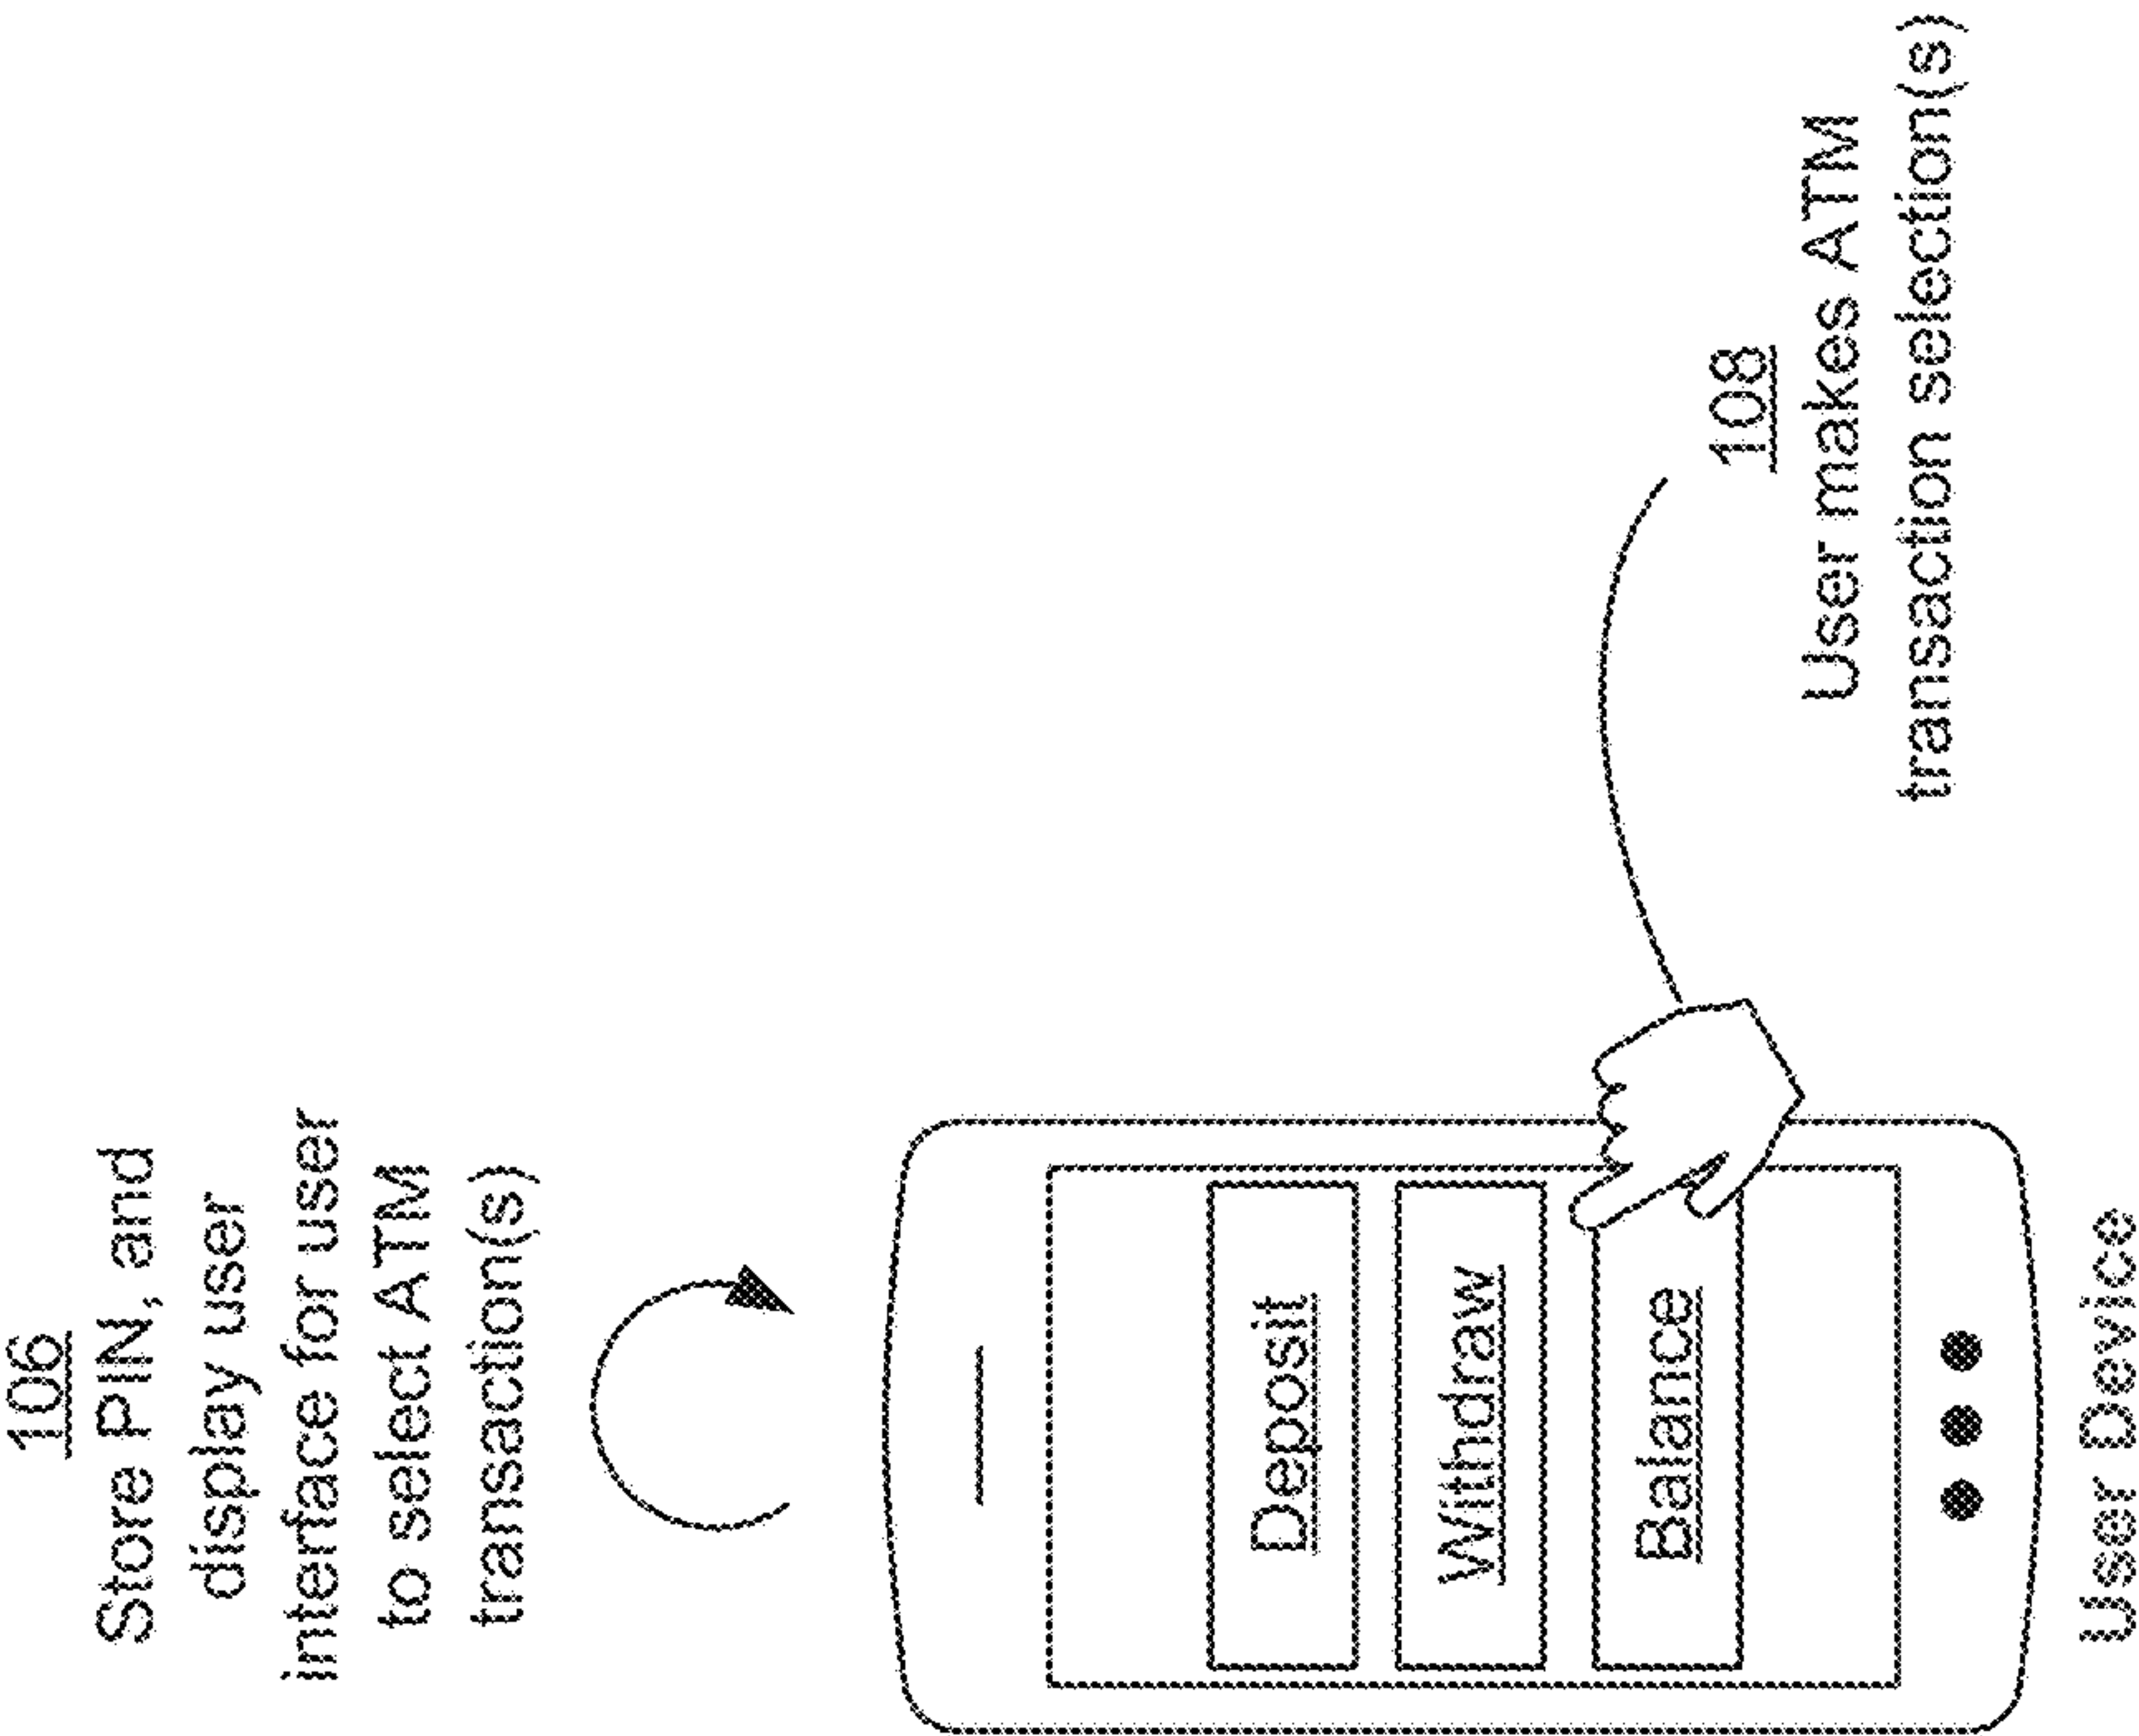 106
Store PIN, and
display user
interface for user
to select ATM
transaction(s)
Deposit
Withdraw
Balance
User Device
108
User makes ATM
transaction selection(s)